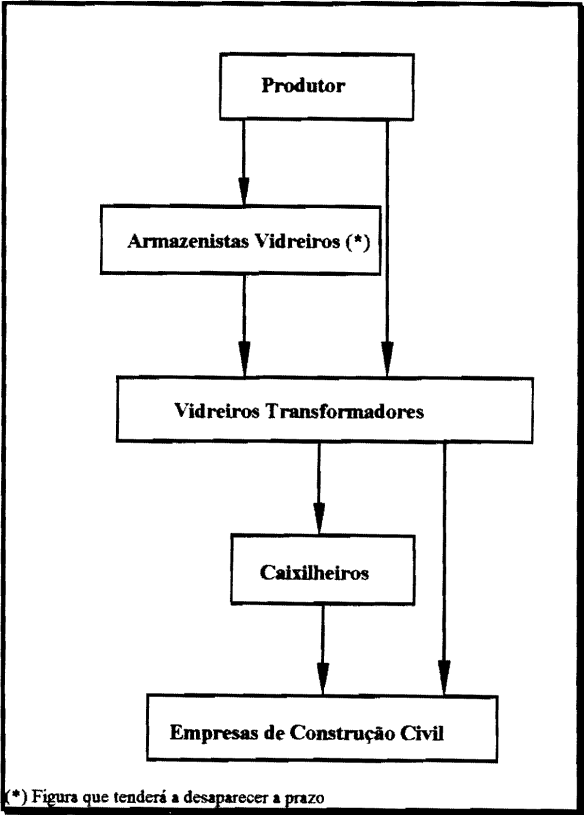 Produtor
Armazenistas Vidreiros (*)
Vidreiros Transformadores
Caixilheiros
Empresas de Construção Civil
(*) Figura que tenderá a desaparecer a prazo